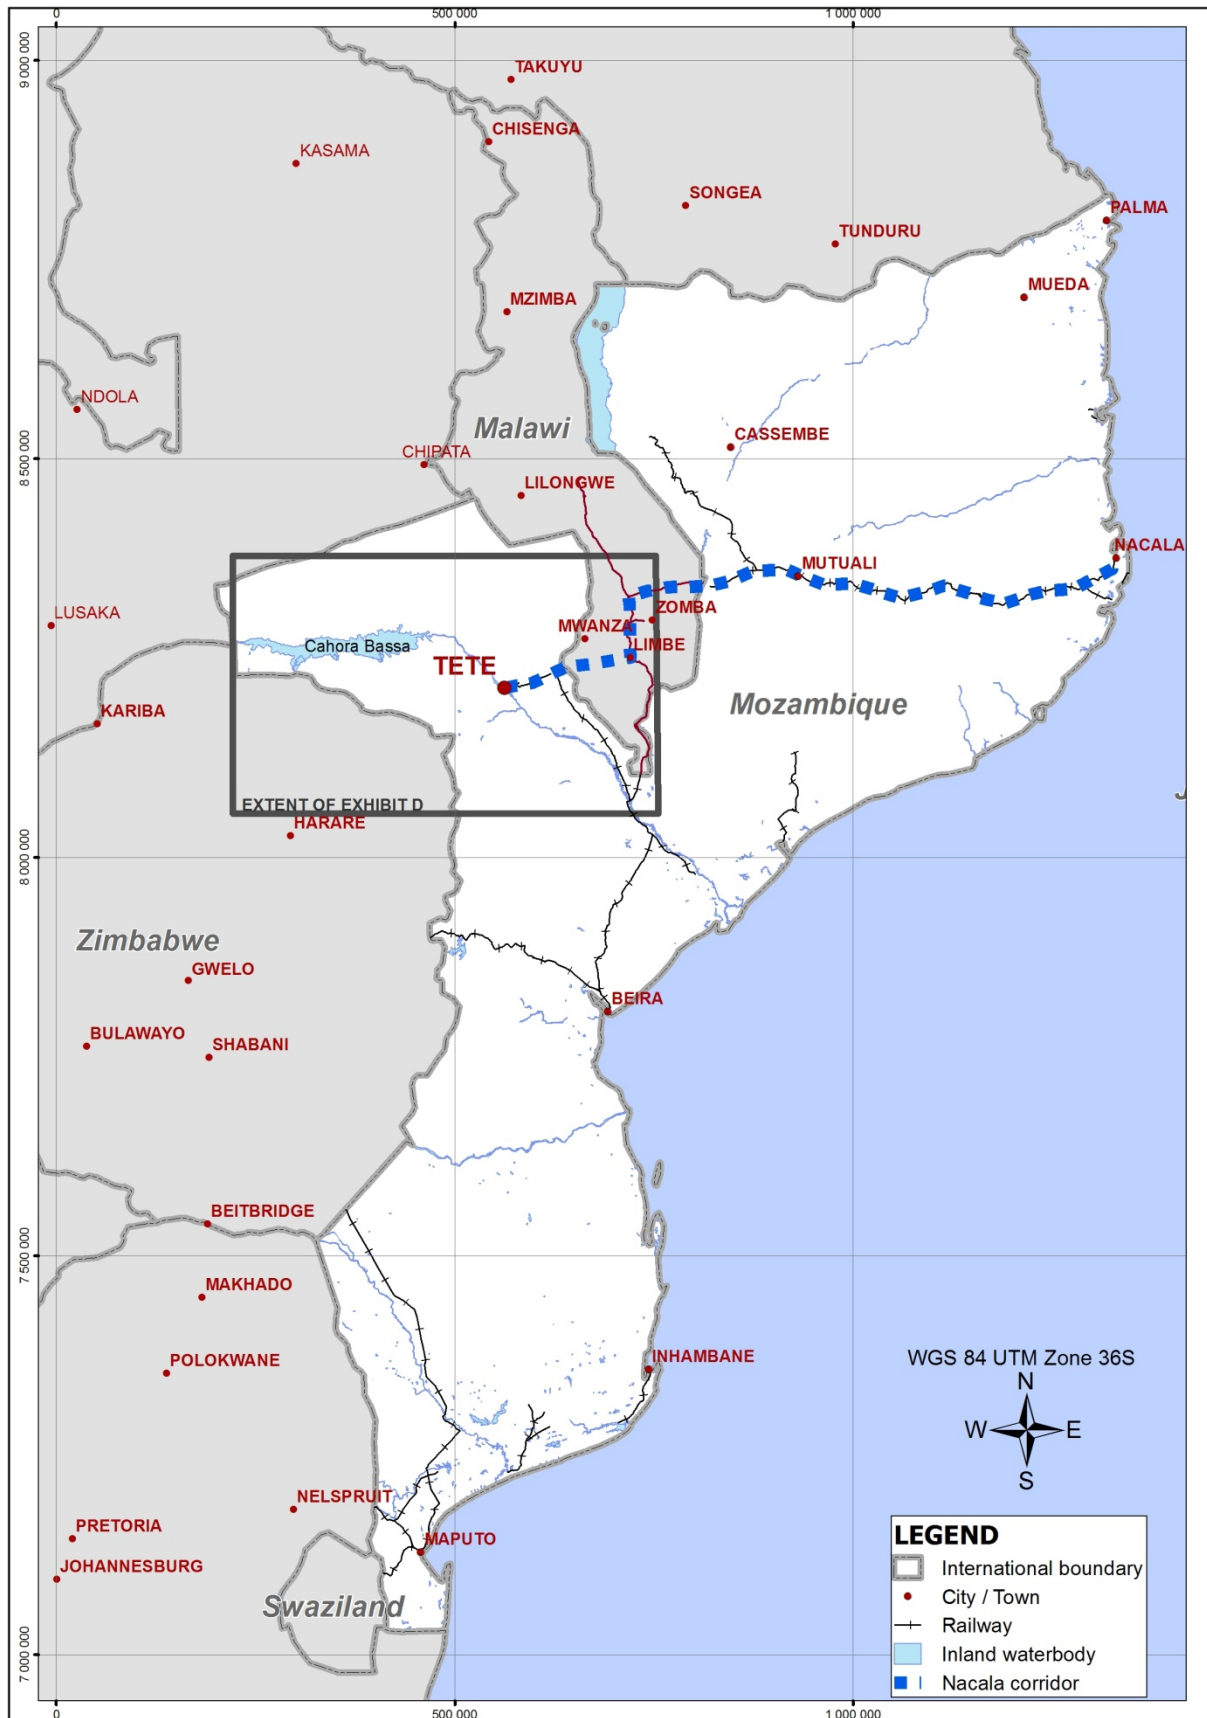 0
500 000
1 000 000
9 000 000
TAKUYU
CHISENGA
KASAMA
SONGEA
PALMA
TUNDURU
MUEDA
MZIMBA
NDOLA
Malawi
CASSEMBE
CHIPATA
8 500 000
LILONGWE
NACALA
MUTUALI
LUSAKA
ZOMBA
MWANZA
Cahora Bassa
LIMBE
TETE
KARIBA
Mozambique
EXTENT OF EXHIBIT D
HARARE
8 000 000
Zimbabwe
GWELO
BEIRA
BULAWAYO
SHABANI
BEITBRIDGE
7 500 000
MAKHADO
POLOKWANE
INHAMBANE
WGS 84 UTM Zone 36S
N
W
E
S
NELSPRUIT
PRETORIA
MAPUTO
JOHANNESBURG
Swaziland
LEGEND
International boundary
City / Town
Railway
Inland waterbody
Nacala corridor
7 000 000
0
500 000
1 000 000